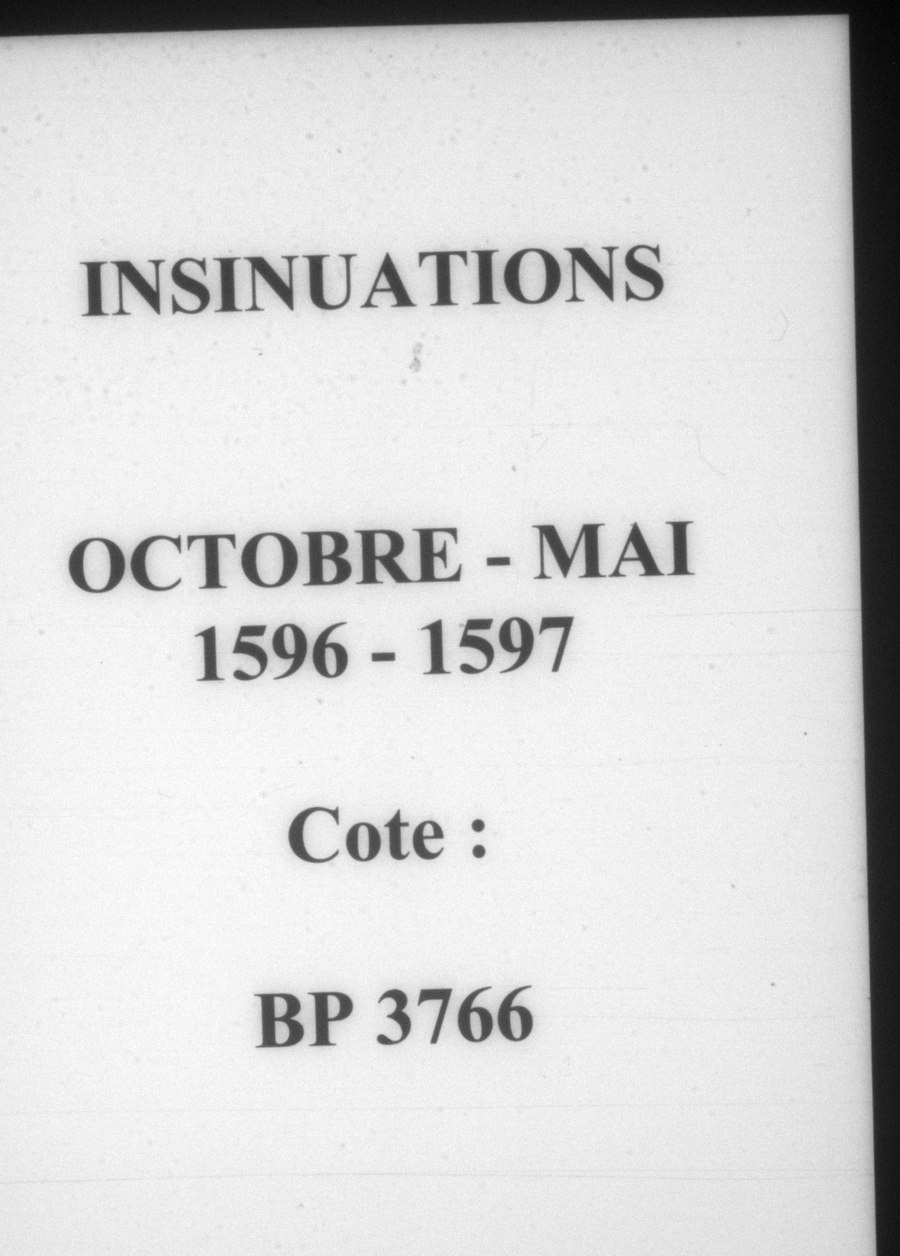 INSINUATIONS
OCTOBRE - MAI
1596 - 1597
Cote :
BP 3766